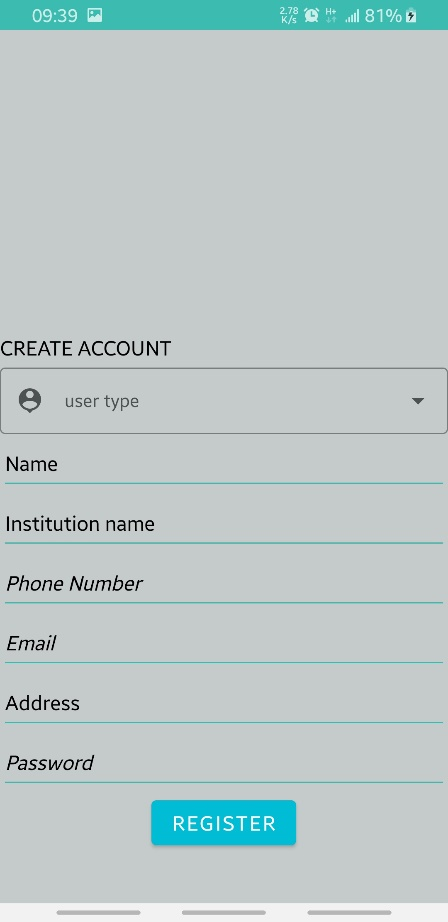 09:39 2.78 K/s H+ 81%
CREATE ACCOUNT
user type
Name
Institution name
Phone Number
Email
Address
Password
REGISTER